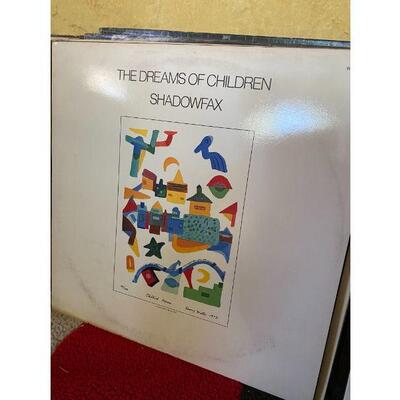 THE DREAMS OF CHILDREN
SHADOWFAX